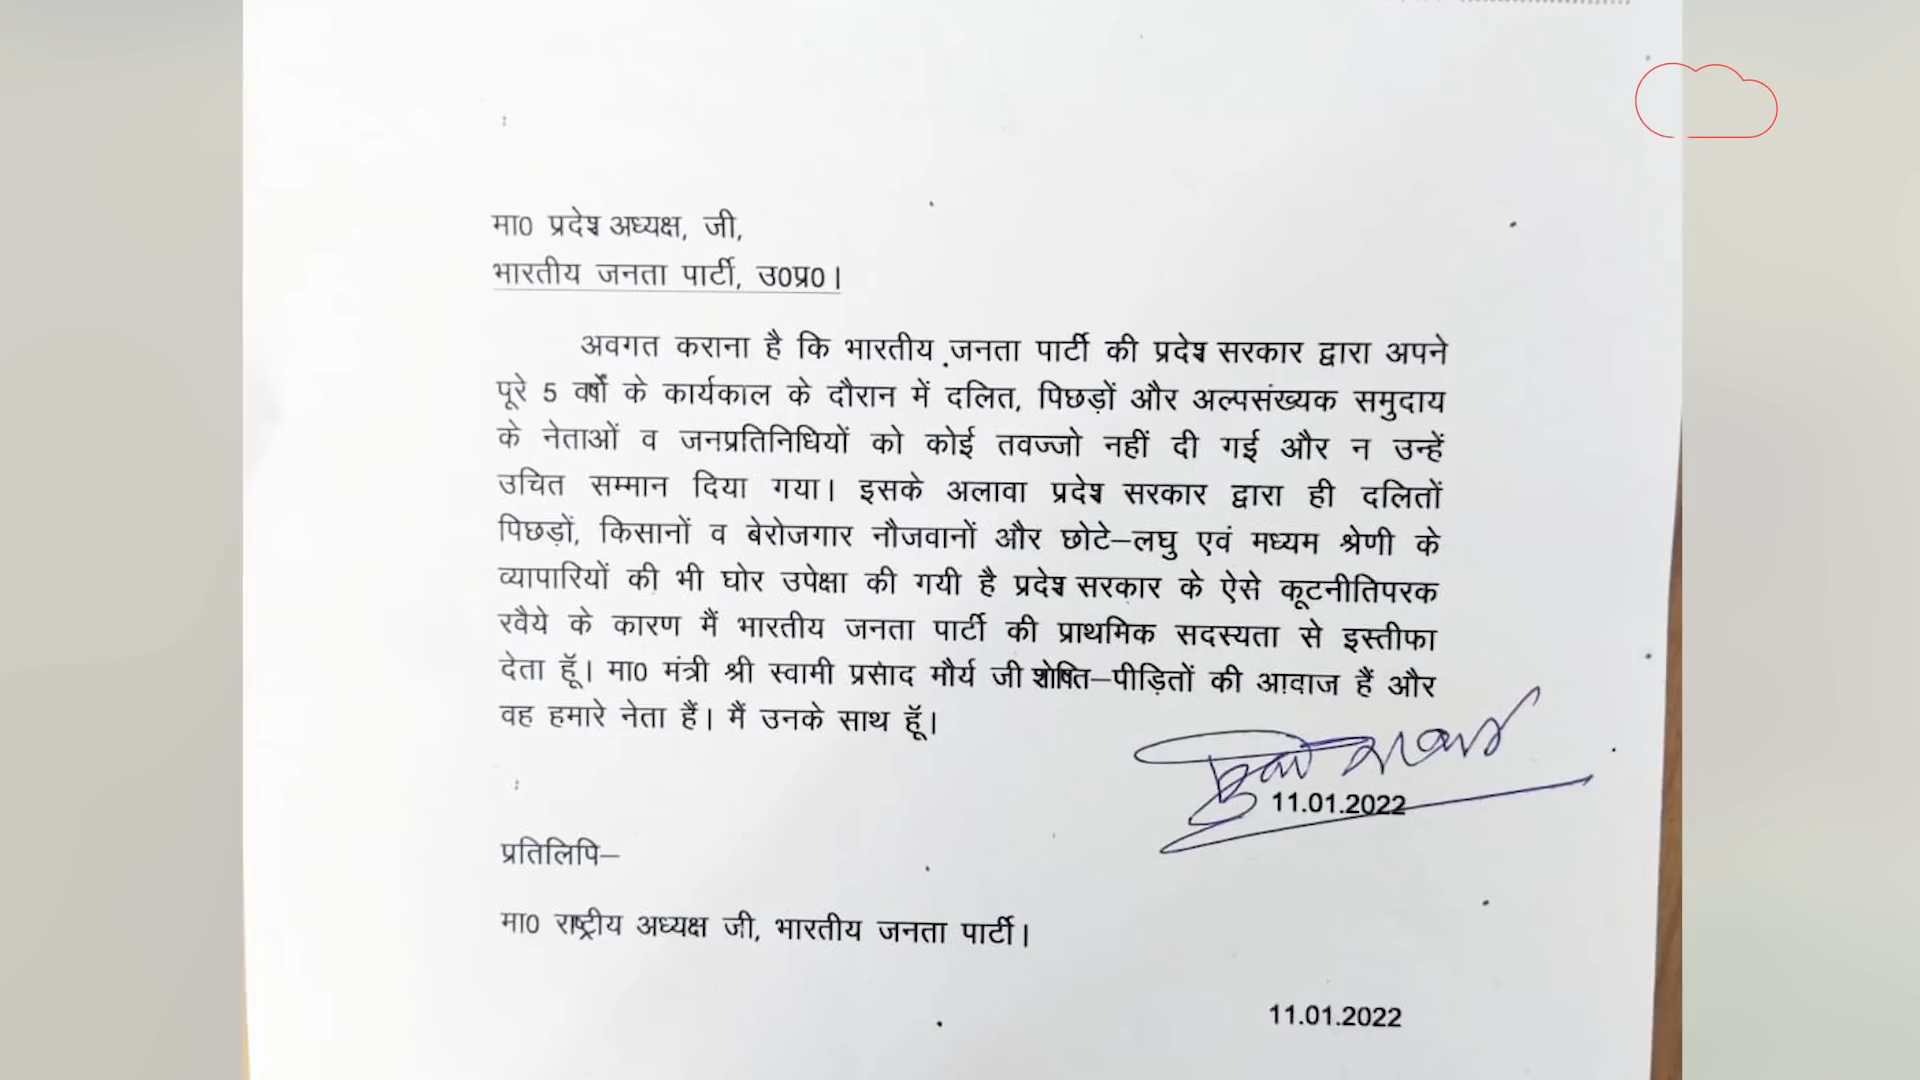 मा0 प्रदेश अध्यक्ष, जी,
भारतीय जनता पार्टी, उ0प्र0।
अवगत कराना है कि भारतीय जनता पार्टी की प्रदेश सरकार द्वारा अपने
पूरे 5 वर्षों के कार्यकाल के दौरान में दलित, पिछड़ों और अल्पसंख्यक समुदाय
के नेताओं व जनप्रतिनिधियों को कोई तवज्जो नहीं दी गई और न उन्हें
उचित सम्मान दिया गया। इसके अलावा प्रदेश सरकार द्वारा ही दलितों
पिछड़ों, किसानों व बेरोजगार नौजवानों और छोटे–लघु एवं मध्यम श्रेणी के
व्यापारियों की भी घोर उपेक्षा की गयी है प्रदेश सरकार के ऐसे कूटनीतिपरक
रवैये के कारण मैं भारतीय जनता पार्टी की प्राथमिक सदस्यता से इस्तीफा
देता हूॅं। मा0 मंत्री श्री स्वामी प्रसाद मौर्य जी शोषित–पीड़ितों की आवाज हैं और
वह हमारे नेता हैं। मैं उनके साथ हूॅं।
11.01.2022
प्रतिलिपि–
मा0 राष्ट्रीय अध्यक्ष जी, भारतीय जनता पार्टी।
11.01.2022